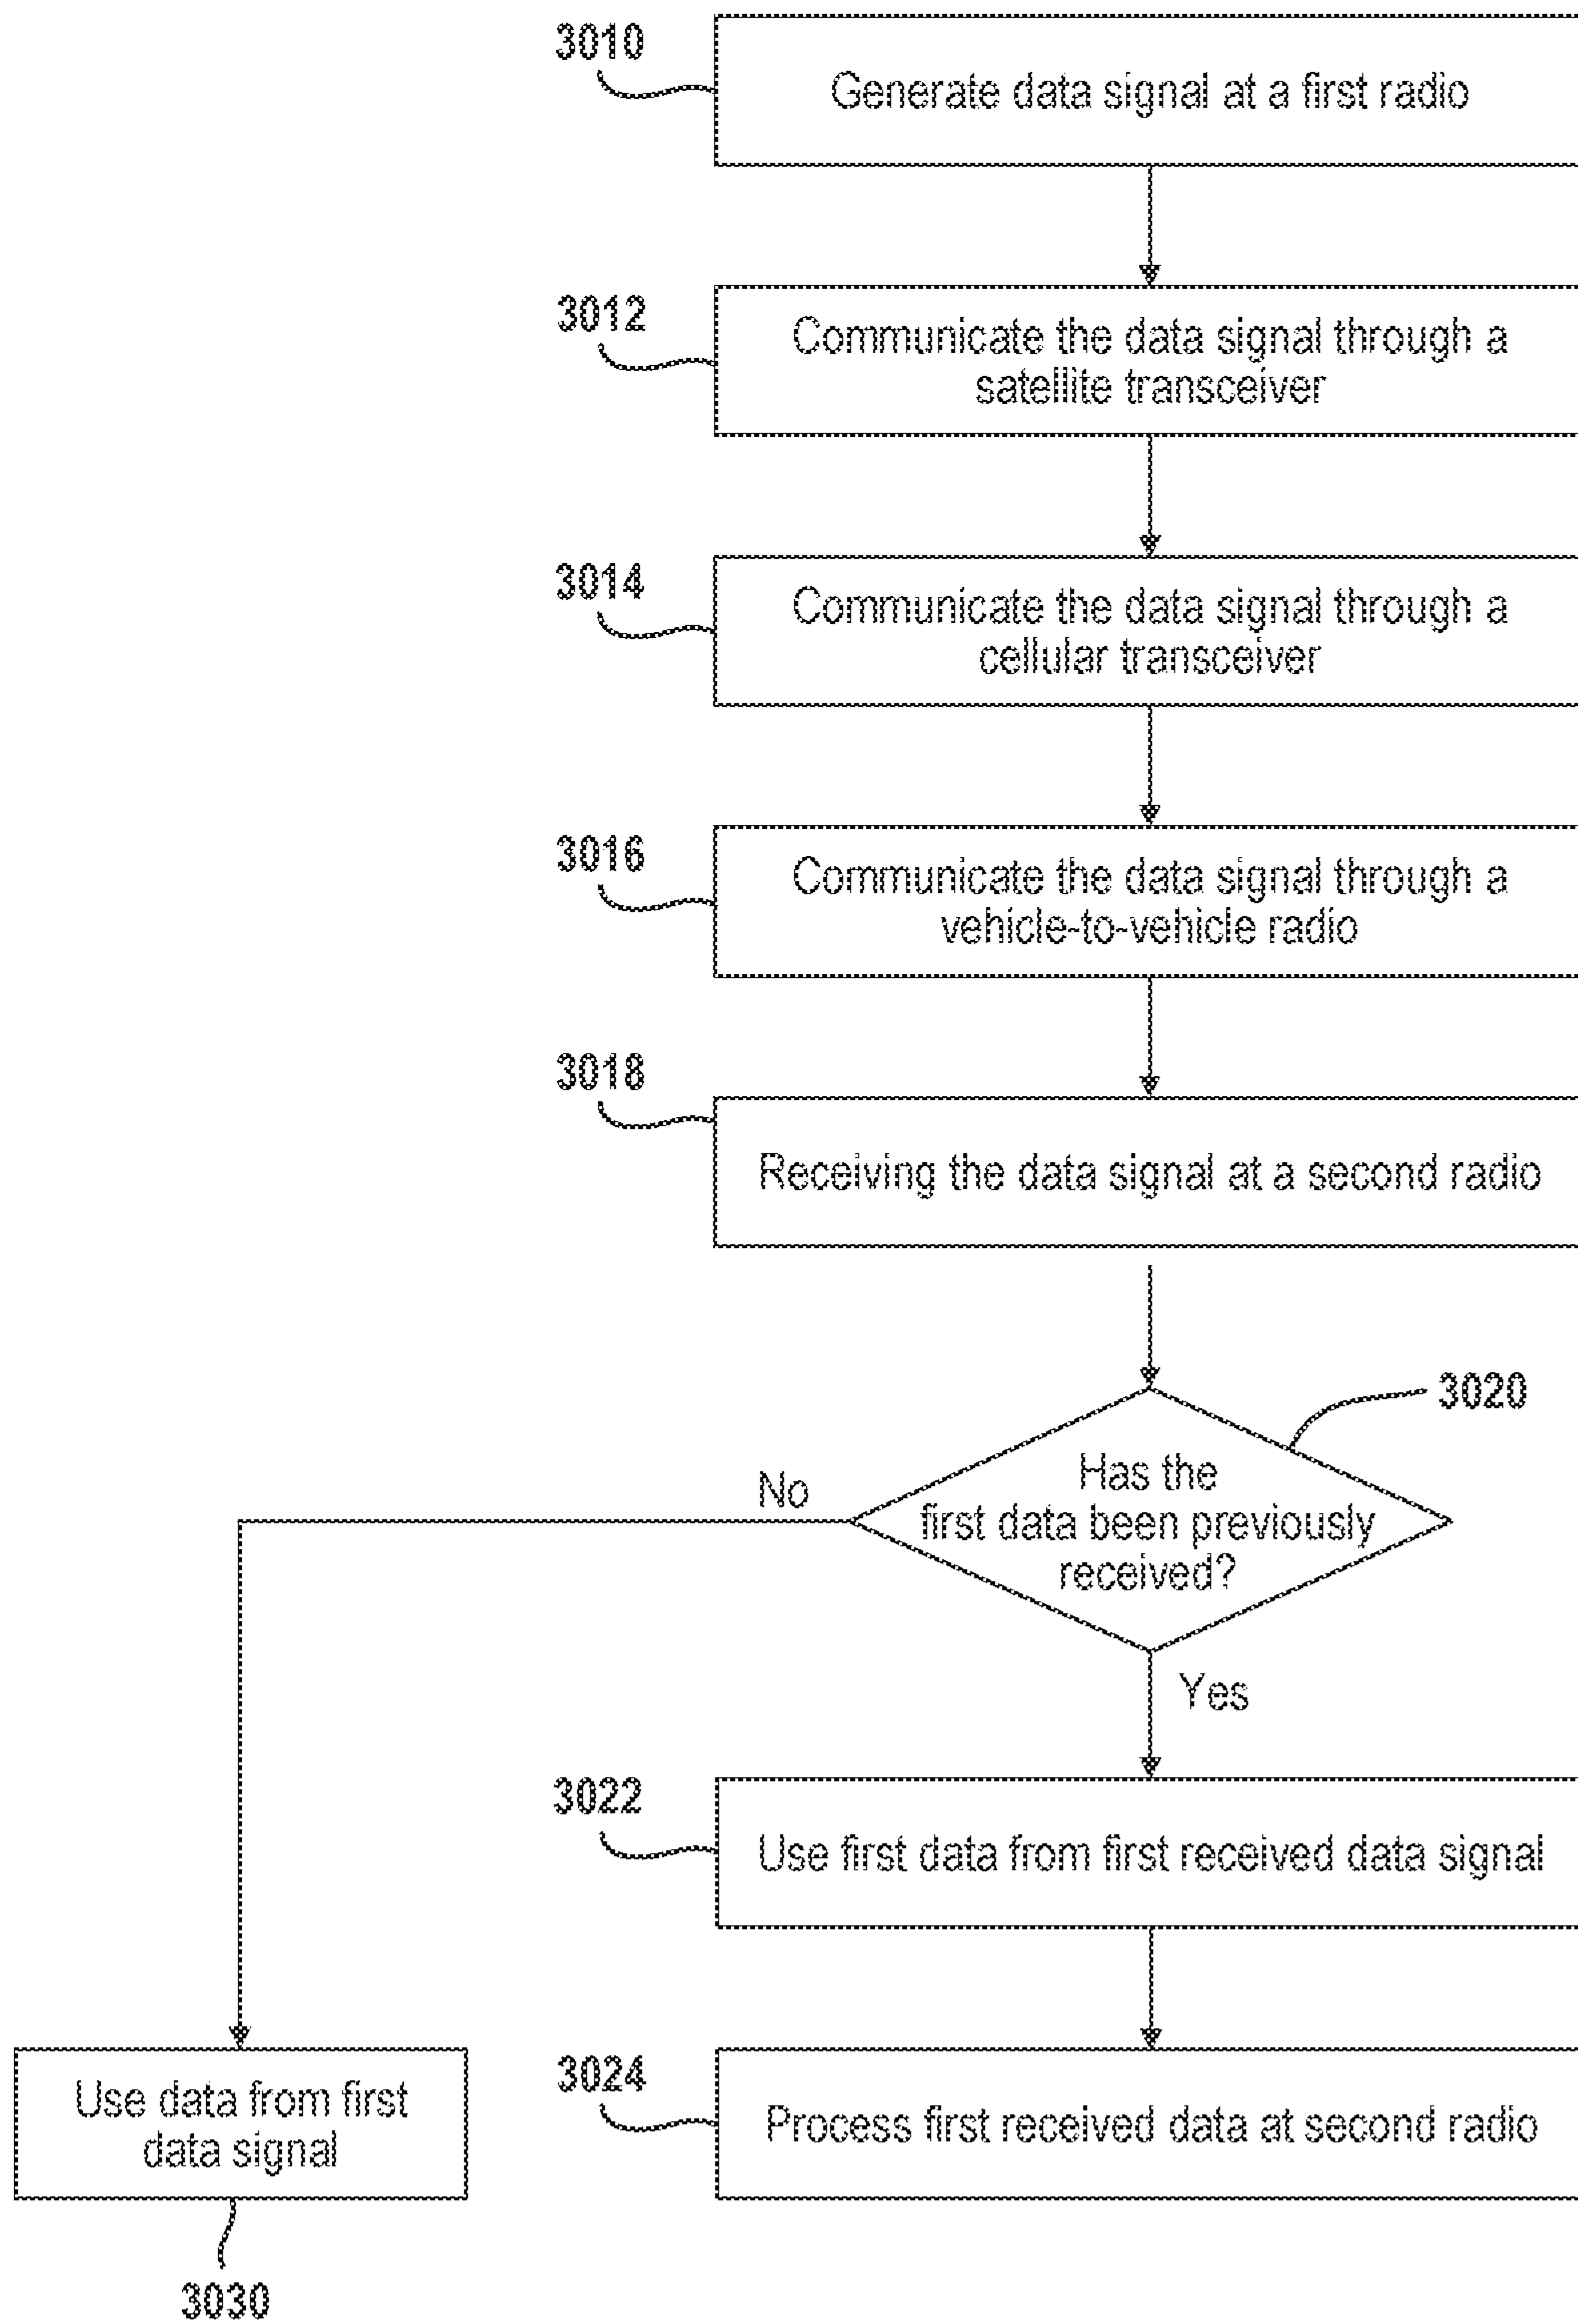 3010
Generate data signal at a first radio
3012
Communicate the data signal through a
satellite transceiver
3014
Communicate the data signal through a
cellular transceiver
3016
Communicate the data signal through a
vehicle-to-vehicle radio
3018
Receiving the data signal at a second radio
3020
No
Has the
first data been previously
received?
Yes
3022
Use first data from first received data signal
3024
Process first received data at second radio
Use data from first
data signal
3030